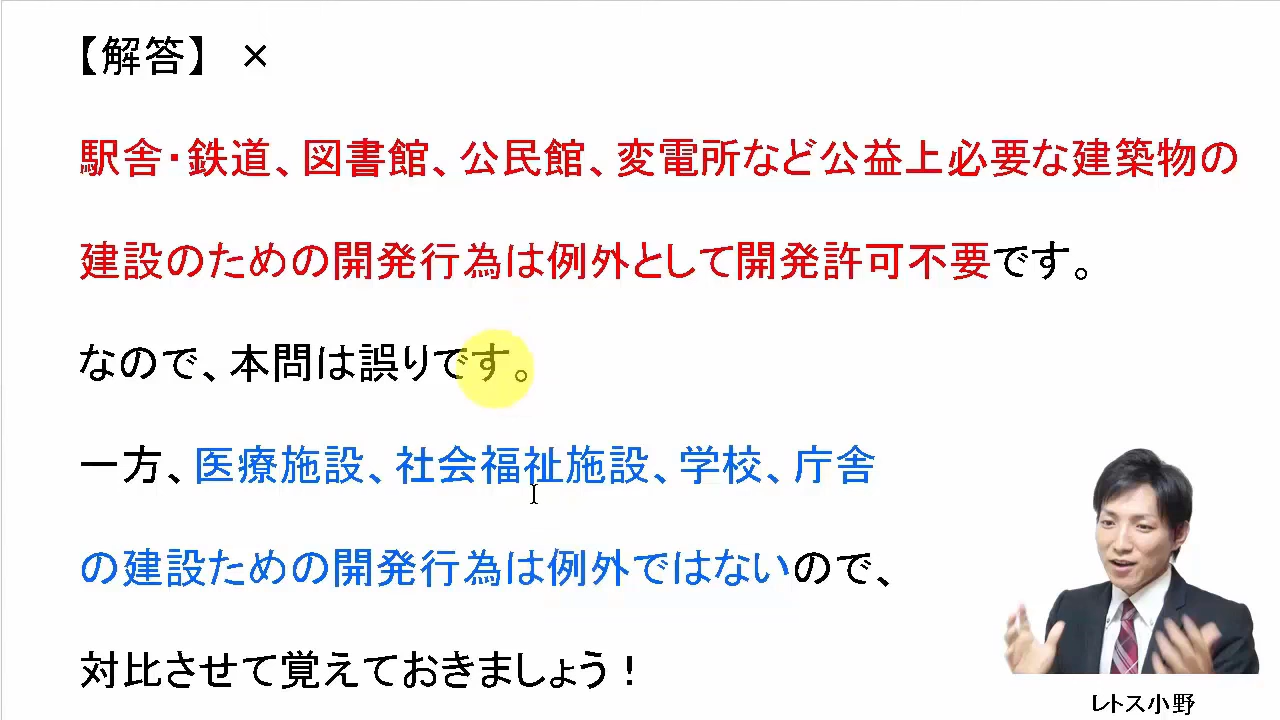 【解答】 ×
駅舎・鉄道、図書館、公民館、変電所など公益上必要な建築物の
建設のための開発行為は例外として開発許可不要です。
なので、本問は誤りです。
一方、医療施設、社会福祉施設、学校、庁舎
の建設ための開発行為は例外ではないので、
対比させて覚えておきましょう！
レトス小野